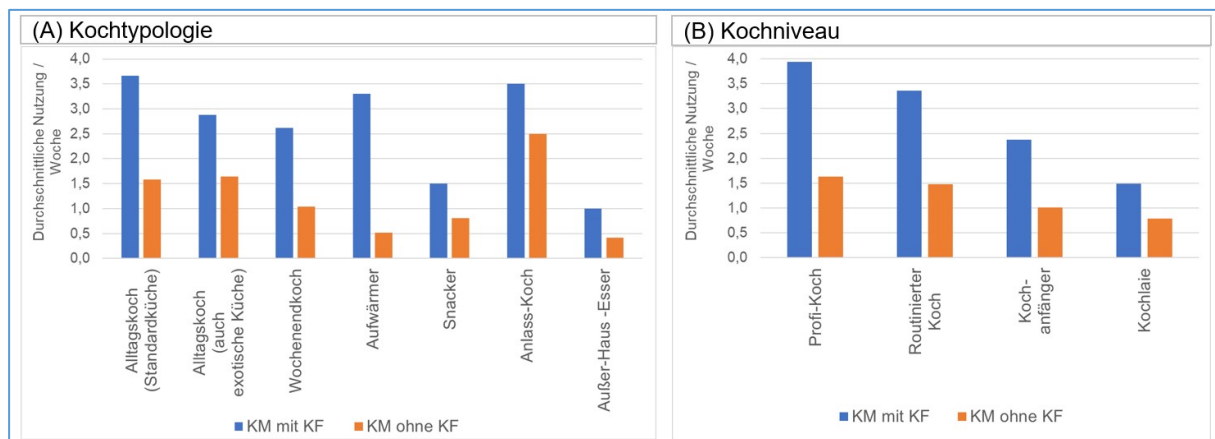 (A) Kochtypologie
Durchschnittliche Nutzung /
Woche
4,0
3,5
3,0
2,5
2,0
1,5
1,0
0,5
0,0
Alltagskoch
(Standardküche)
Alltagskoch
(auch
exotische Küche)
Wochenendkoch
Aufwärmer
Snacker
Anlass-Koch
Außer-Haus -Esser
KM mit KF
KM ohne KF
(B) Kochniveau
Durchschnittliche Nutzung /
Woche
4,0
3,5
3,0
2,5
2,0
1,5
1,0
0,5
0,0
Profi-Koch
Routinierter
Koch
Koch-
anfänger
Kochlaie
KM mit KF
KM ohne KF